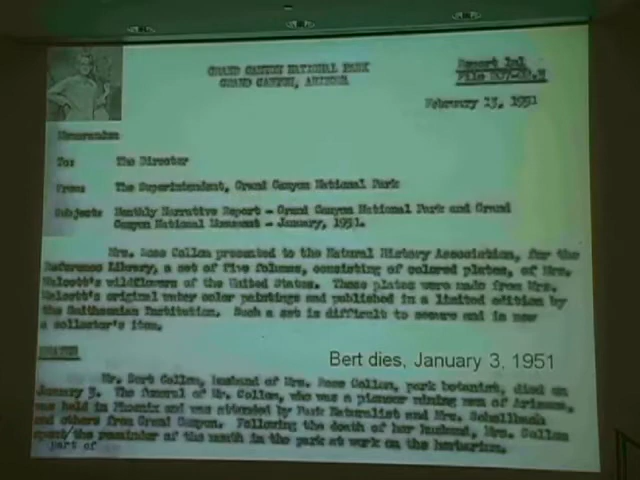 GRAND CANYON NATIONAL PARK
GRAND CANYON, ARIZONA
February 13, 1951
Memorandum
To: The Director
From: The Superintendent, Grand Canyon National Park
Subject: Monthly Narrative Report - Grand Canyon National Park and Grand
Canyon National Monument - January, 1951.
Mrs. Rose Collom presented to the Natural History Association, for the
Reference Library, a set of five volumes, consisting of colored plates, of Mrs.
Walcott's wildflowers of the United States. These plates were made from Mrs.
Walcott's original water color paintings and published in a limited edition by
the Smithsonian Institution. Such a set is difficult to secure and is now
a collector's item.
Bert dies, January 3, 1951
Mr. Bert Collom, husband of Mrs. Rose Collom, park botanist, died on
January 3. The funeral of Mr. Collom, who was a pioneer mining man of Arizona,
was held in Phoenix and was attended by Park Naturalist and Mrs. Schellbach
and others from Grand Canyon. Following the death of her husband, Mrs. Collom
spent/the remainder of the month in the park at work on the herbarium.
part of